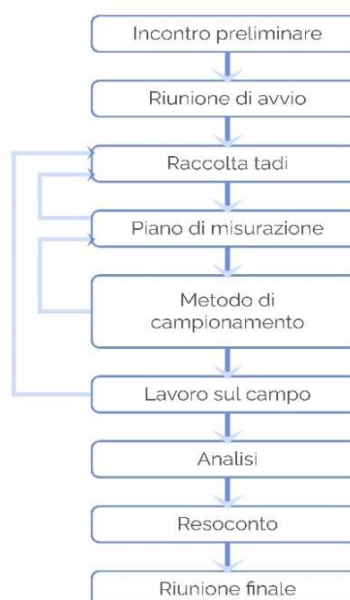 Incontro preliminare
Riunione di avvio
Raccolta tadi
Piano di misurazione
Metodo di
campionamento
Lavoro sul campo
Analisi
Resoconto
Riunione finale